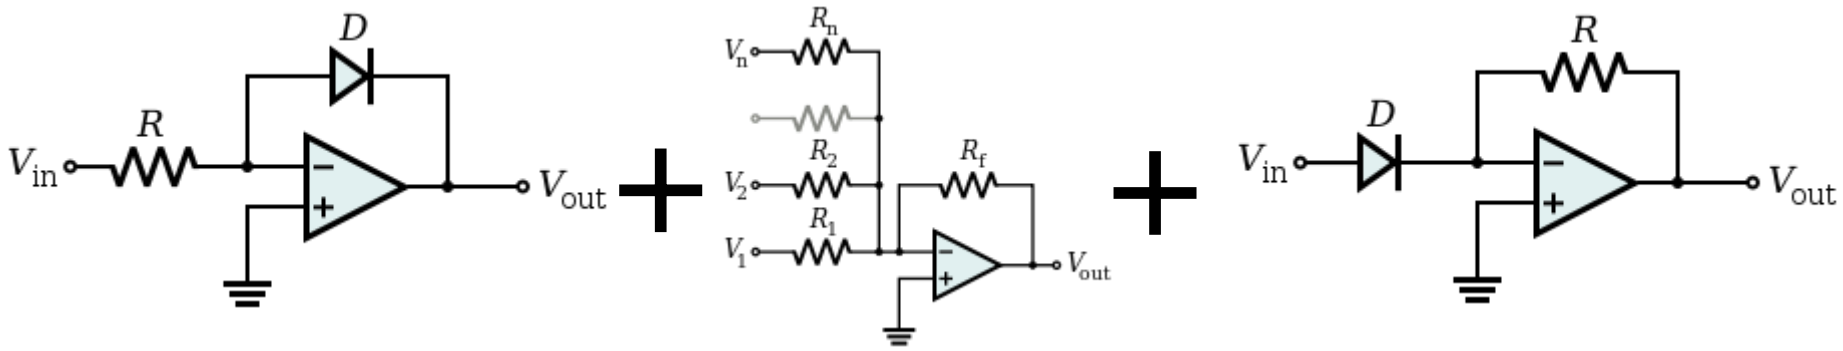 D
R
Vin
−
+
Vout
+
Rn
Vn
R2
V2
R1
V1
Rf
−
+
Vout
+
R
D
Vin
−
+
Vout